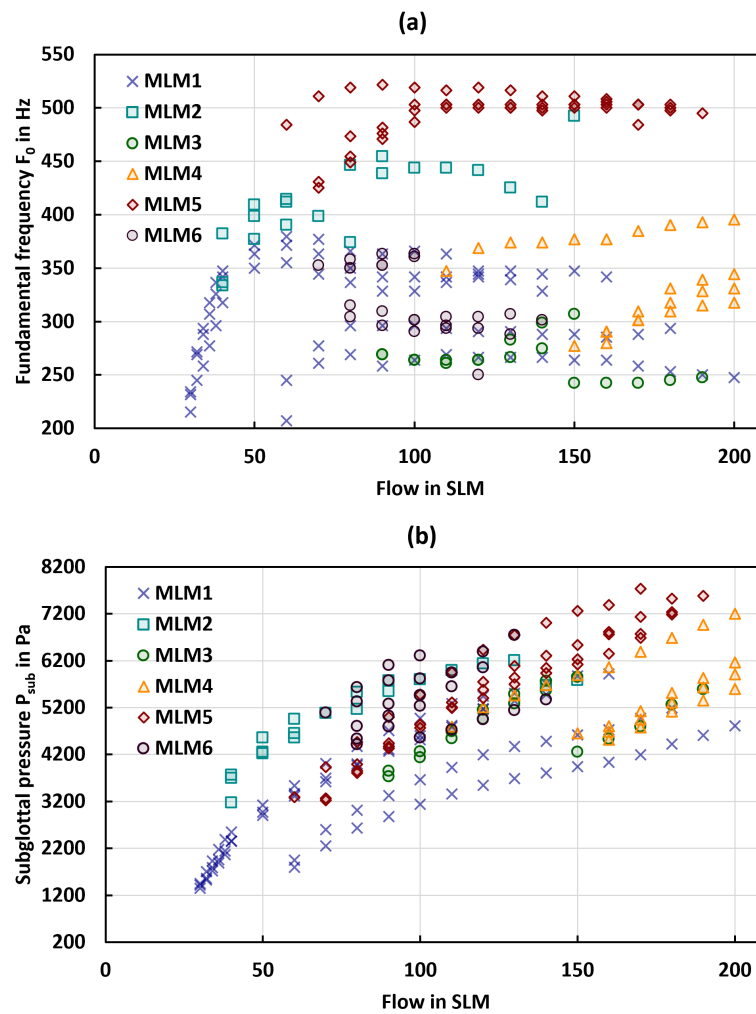 (a)
Fundamental frequency F0 in Hz
550
500
450
400
350
300
250
200
MLM1
MLM2
MLM3
MLM4
MLM5
MLM6
0 50 100 150 200
Flow in SLM
(b)
Subglottal pressure Psub in Pa
8200
7200
6200
5200
4200
3200
2200
1200
200
MLM1
MLM2
MLM3
MLM4
MLM5
MLM6
0 50 100 150 200
Flow in SLM